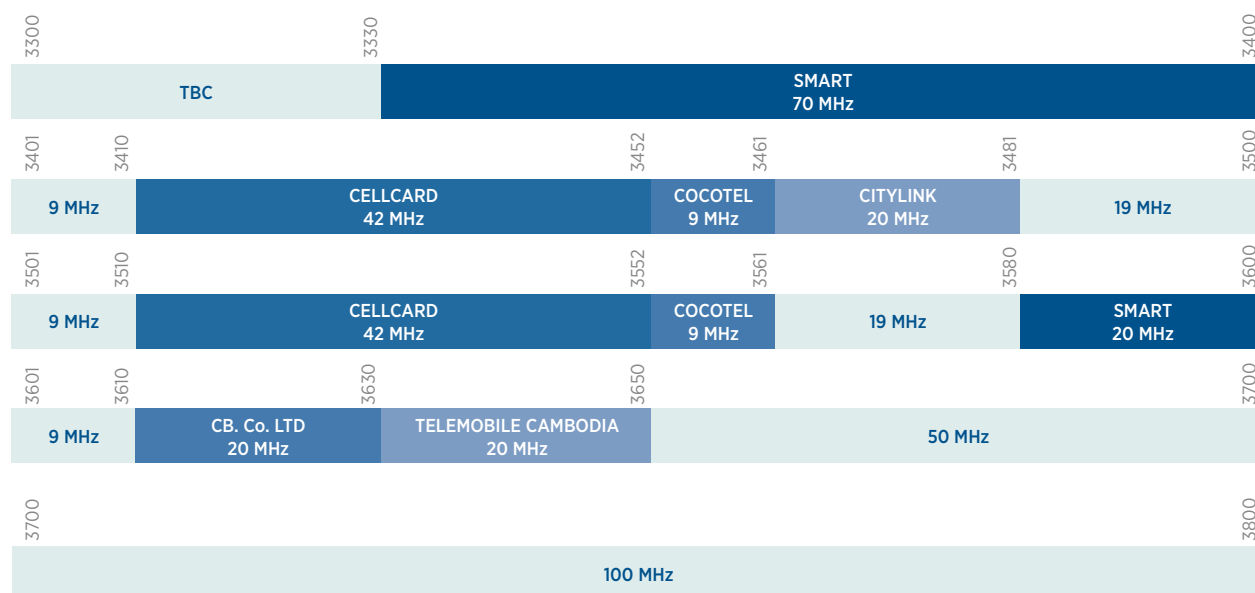 3300 3330 3400
TBC
SMART
70 MHz
3401 3410 3452 3461 3481 3500
9 MHz
CELLCARD
42 MHz
COCOTEL
9 MHz
CITYLINK
20 MHz
19 MHz
3501 3510 3552 3561 3580 3600
9 MHz
CELLCARD
42 MHz
COCOTEL
9 MHz
19 MHz
SMART
20 MHz
3601 3610 3630 3650 3700
9 MHz
CB. Co. LTD
20 MHz
TELEMOBILE CAMBODIA
20 MHz
50 MHz
3700 3800
100 MHz